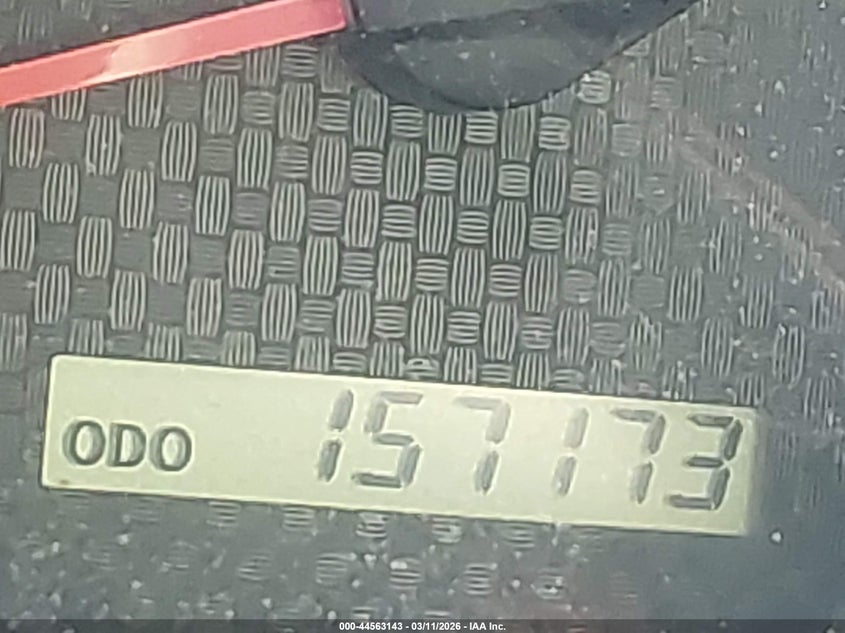 ODO 157173
000-44563143 - 03/11/2026 - IAA Inc.